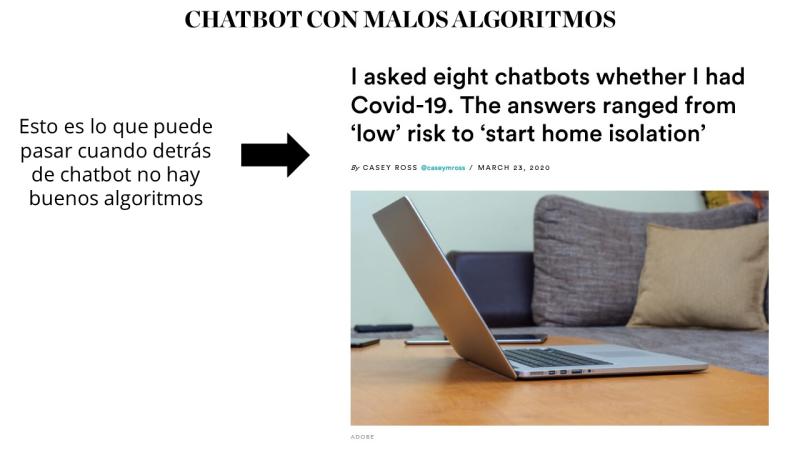 CHATBOT CON MALOS ALGORITMOS
Esto es lo que puede
pasar cuando detrás
de chatbot no hay
buenos algoritmos
I asked eight chatbots whether I had
Covid-19. The answers ranged from
‘low’ risk to ‘start home isolation’
By CASEY ROSS @caseymross / MARCH 23, 2020
ADOBE